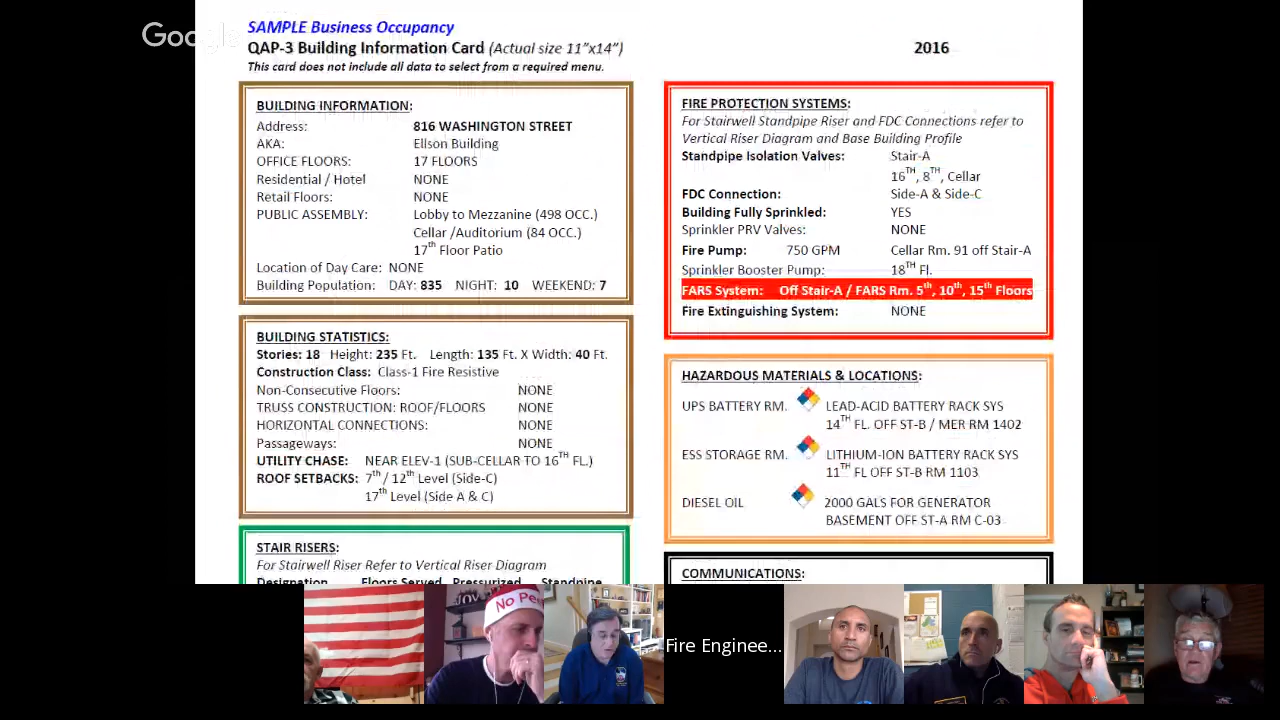 Google
SAMPLE Business Occupancy
QAP-3 Building Information Card (Actual size 11"x14")
2016
This card does not include all data to select from a required menu.
BUILDING INFORMATION:
Address: 816 WASHINGTON STREET
AKA: Ellson Building
OFFICE FLOORS: 17 FLOORS
Residential / Hotel NONE
Retail Floors: NONE
PUBLIC ASSEMBLY: Lobby to Mezzanine (498 OCC.)
Cellar /Auditorium (84 OCC.)
17th Floor Patio
Location of Day Care: NONE
Building Population: DAY: 835 NIGHT: 10 WEEKEND: 7
BUILDING STATISTICS:
Stories: 18 Height: 235 Ft. Length: 135 Ft. X Width: 40 Ft.
Construction Class: Class-1 Fire Resistive
Non-Consecutive Floors: NONE
TRUSS CONSTRUCTION: ROOF/FLOORS NONE
HORIZONTAL CONNECTIONS: NONE
Passageways: NONE
UTILITY CHASE: NEAR ELEV-1 (SUB-CELLAR TO 16TH FL.)
ROOF SETBACKS: 7th / 12th Level (Side-C)
17th Level (Side A & C)
STAIR RISERS:
For Stairwell Riser Refer to Vertical Riser Diagram
Designation Floors Served Pressurized Standpipe
FIRE PROTECTION SYSTEMS:
For Stairwell Standpipe Riser and FDC Connections refer to
Vertical Riser Diagram and Base Building Profile
Standpipe Isolation Valves: Stair-A
16TH, 8TH, Cellar
FDC Connection: Side-A & Side-C
Building Fully Sprinkled: YES
Sprinkler PRV Valves: NONE
Fire Pump: 750 GPM Cellar Rm. 91 off Stair-A
Sprinkler Booster Pump: 18TH Fl.
FARS System: Off Stair-A / FARS Rm. 5th, 10th, 15th Floors
Fire Extinguishing System: NONE
HAZARDOUS MATERIALS & LOCATIONS:
UPS BATTERY RM. LEAD-ACID BATTERY RACK SYS
14TH FL. OFF ST-B / MER RM 1402
ESS STORAGE RM. LITHIUM-ION BATTERY RACK SYS
11TH FL OFF ST-B RM 1103
DIESEL OIL 2000 GALS FOR GENERATOR
BASEMENT OFF ST-A RM C-03
COMMUNICATIONS:
No
Fire Enginee...